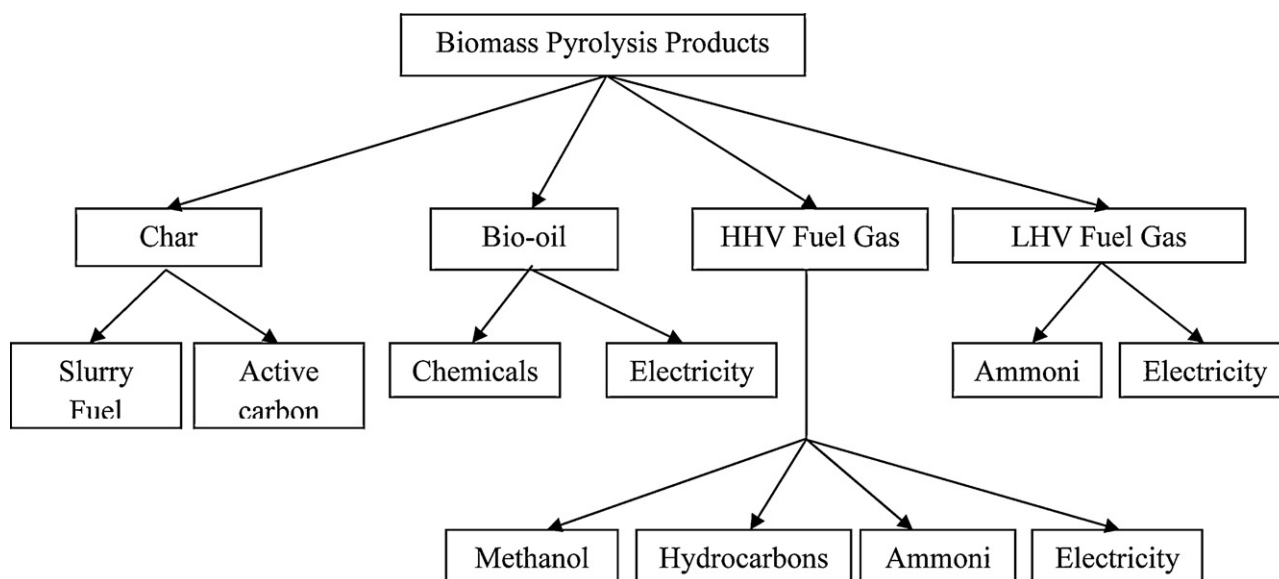 Biomass Pyrolysis Products
Char
Bio-oil
HHV Fuel Gas
LHV Fuel Gas
Slurry
Fuel
Active
carbon
Chemicals
Electricity
Ammoni
Electricity
Methanol
Hydrocarbons
Ammoni
Electricity